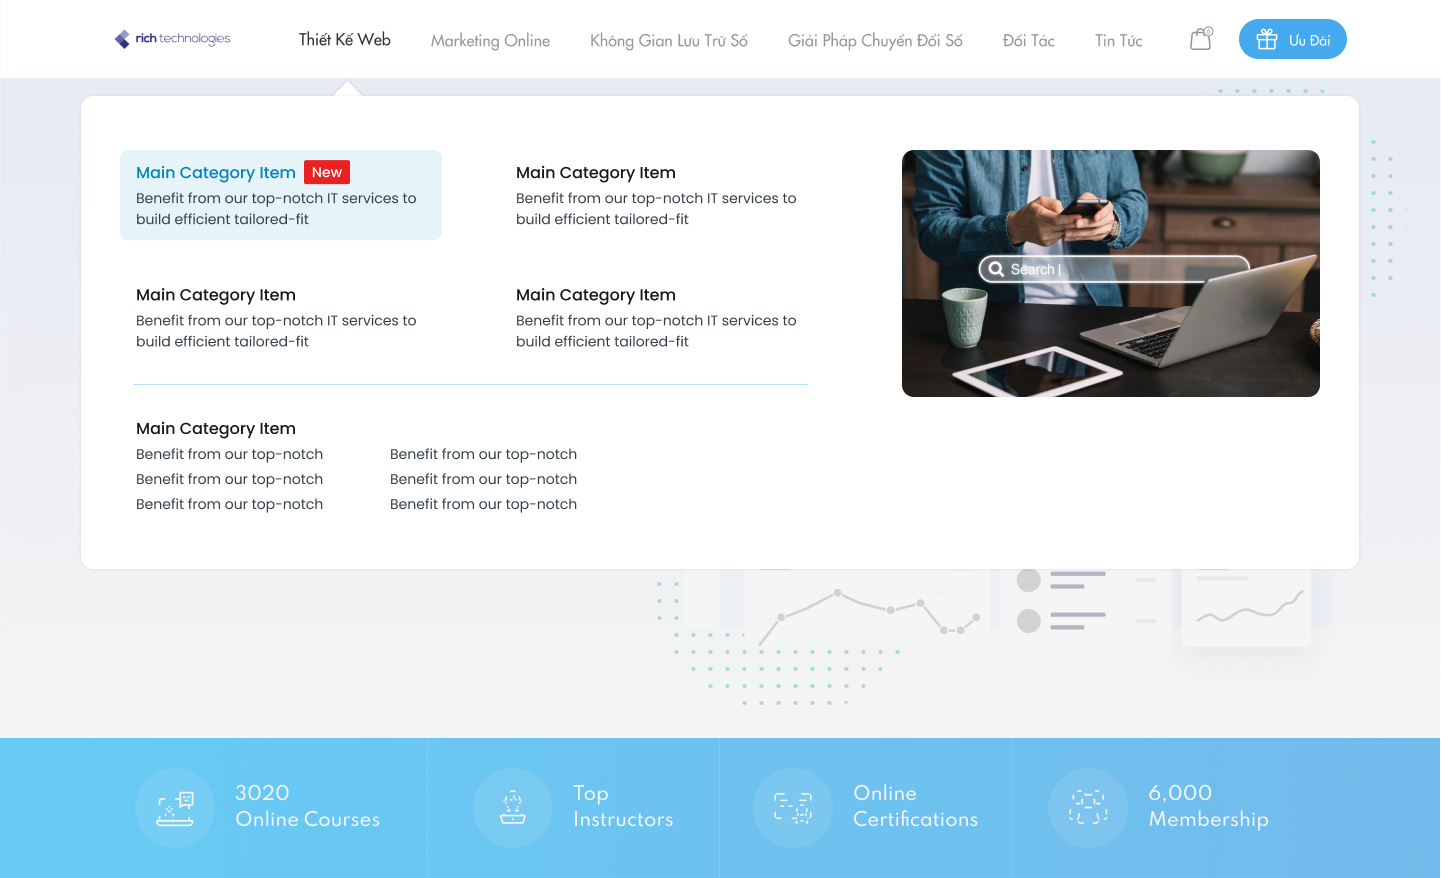 rich technologies
Thiết Kế Web
Marketing Online
Không Gian Lưu Trữ Số
Giải Pháp Chuyển Đổi Số
Đối Tác
Tin Tức
0
Ưu Đãi
Main Category Item New
Benefit from our top-notch IT services to
build efficient tailored-fit
Main Category Item
Benefit from our top-notch IT services to
build efficient tailored-fit
Main Category Item
Benefit from our top-notch IT services to
build efficient tailored-fit
Main Category Item
Benefit from our top-notch IT services to
build efficient tailored-fit
Search |
Main Category Item
Benefit from our top-notch
Benefit from our top-notch
Benefit from our top-notch
Benefit from our top-notch
Benefit from our top-notch
Benefit from our top-notch
3020
Online Courses
Top
Instructors
Online
Certifications
6,000
Membership